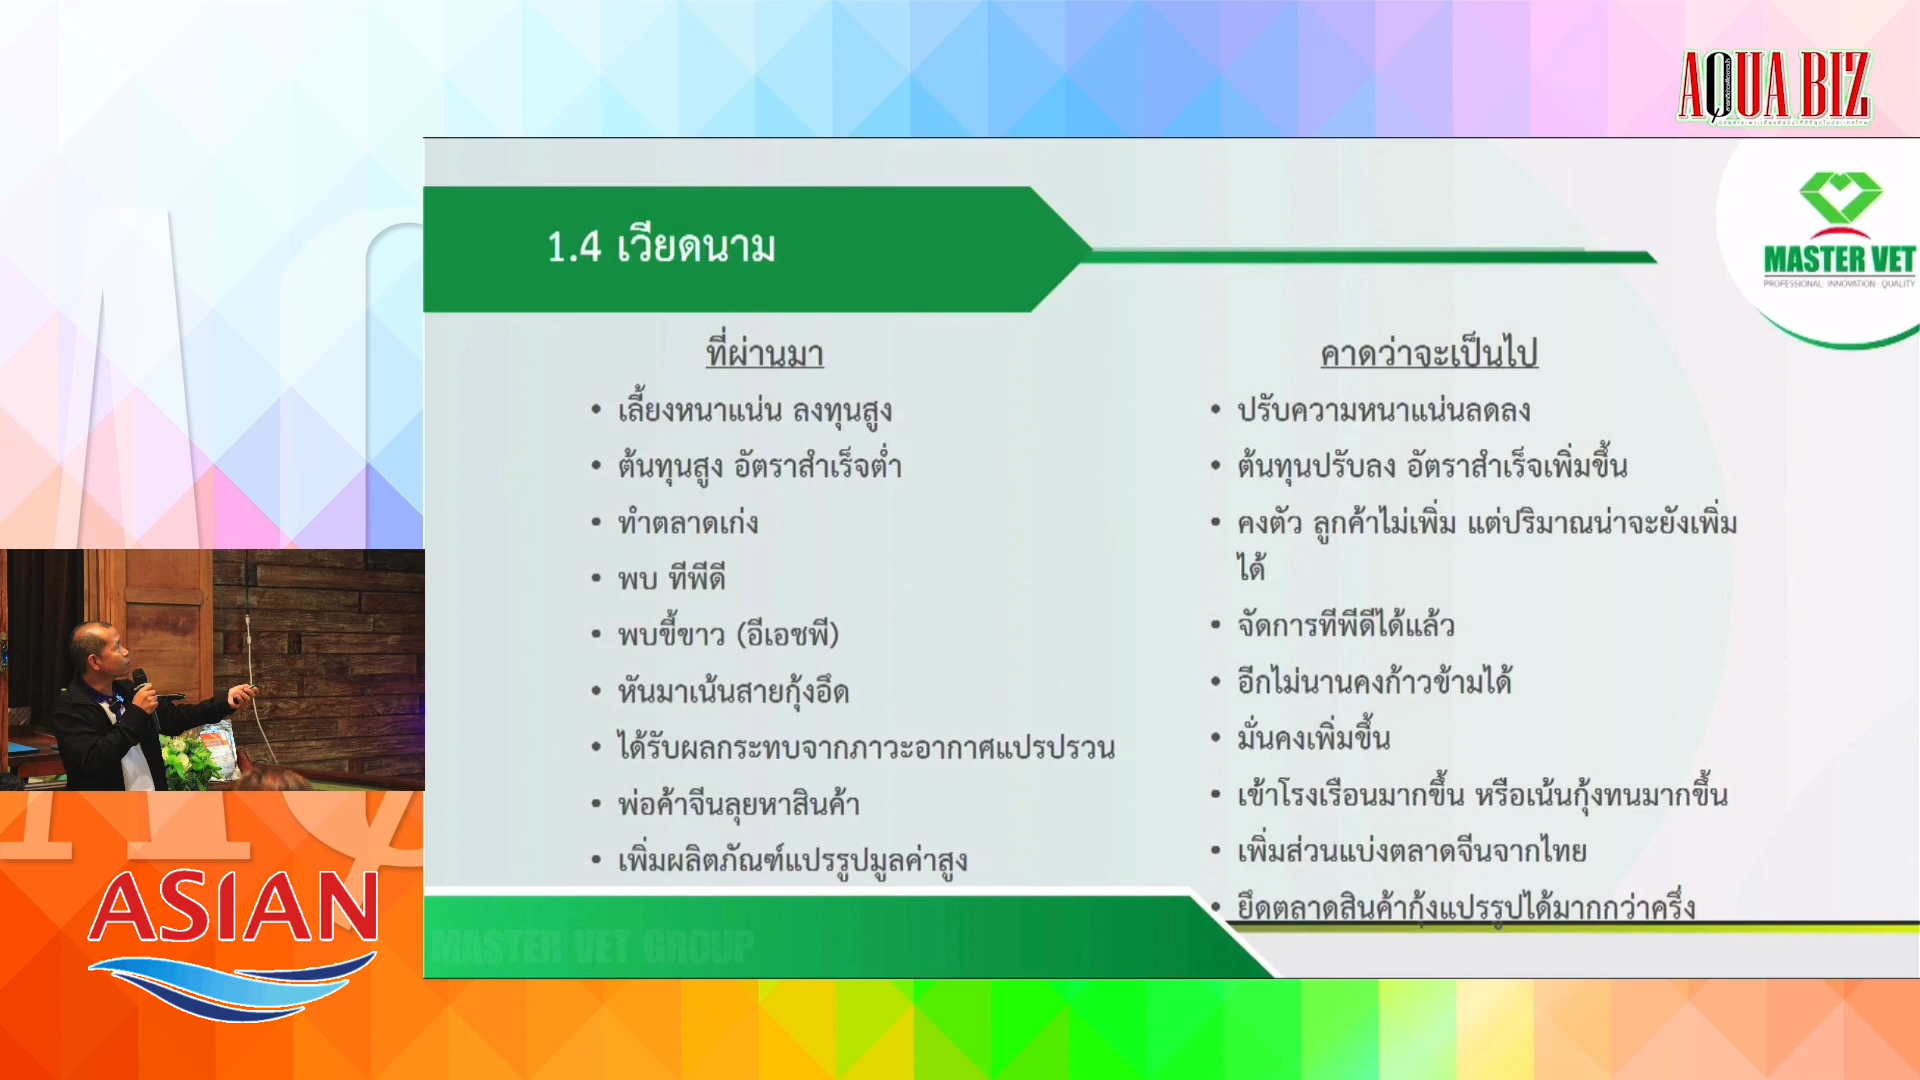 AQUA BIZ
MASTER VET
PROFESSIONAL · INNOVATION · QUALITY
1.4 เวียดนาม
ที่ผ่านมา
• เลี้ยงหนาแน่น ลงทุนสูง
• ต้นทุนสูง อัตราสำเร็จต่ำ
• ทำตลาดเก่ง
• พบ ทีพีดี
• พบขี้ขาว (อีเอชพี)
• หันมาเน้นสายกุ้งอึด
• ได้รับผลกระทบจากภาวะอากาศแปรปรวน
• พ่อค้าจีนลุยหาสินค้า
• เพิ่มผลิตภัณฑ์แปรรูปมูลค่าสูง
คาดว่าจะเป็นไป
• ปรับความหนาแน่นลดลง
• ต้นทุนปรับลง อัตราสำเร็จเพิ่มขึ้น
• คงตัว ลูกค้าไม่เพิ่ม แต่ปริมาณน่าจะยังเพิ่ม
ได้
• จัดการทีพีดีได้แล้ว
• อีกไม่นานคงก้าวข้ามได้
• มั่นคงเพิ่มขึ้น
• เข้าโรงเรือนมากขึ้น หรือเน้นกุ้งทนมากขึ้น
• เพิ่มส่วนแบ่งตลาดจีนจากไทย
• ยึดตลาดสินค้ากุ้งแปรรูปได้มากกว่าครึ่ง
MASTER VET GROUP
ASIAN